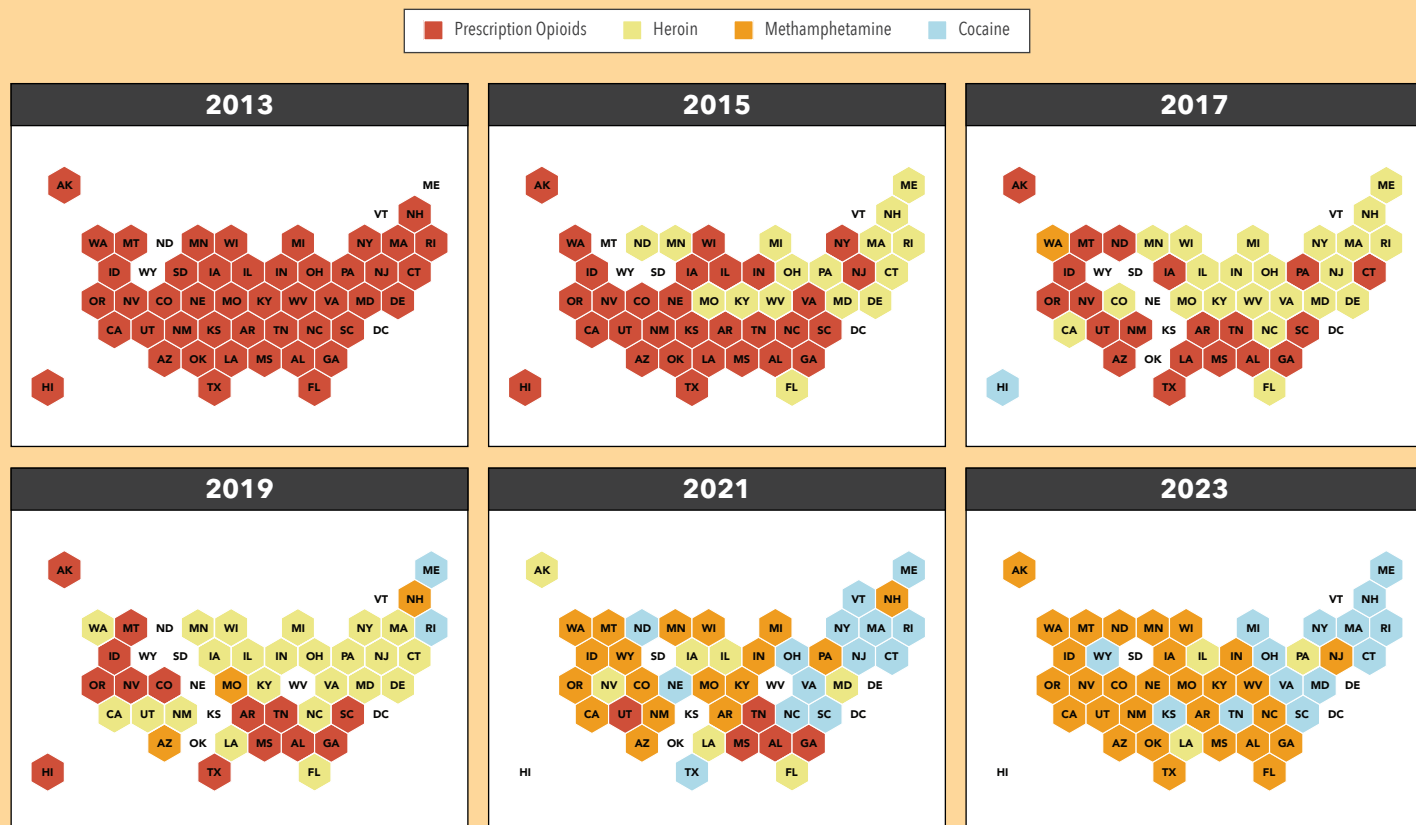 Prescription Opioids Heroin Methamphetamine Cocaine
2013 2015 2017
AK ME
VT NH
WA MT ND MN WI MI NY MA RI
ID WY SD IA IL IN OH PA NJ CT
OR NV CO NE MO KY WV VA MD DE
CA UT NM KS AR TN NC SC DC
AZ OK LA MS AL GA
HI TX FL
AK ME
VT NH
WA MT ND MN WI MI NY MA RI
ID WY SD IA IL IN OH PA NJ CT
OR NV CO NE MO KY WV VA MD DE
CA UT NM KS AR TN NC SC DC
AZ OK LA MS AL GA
HI TX FL
AK ME
VT NH
WA MT ND MN WI MI NY MA RI
ID WY SD IA IL IN OH PA NJ CT
OR NV CO NE MO KY WV VA MD DE
CA UT NM KS AR TN NC SC DC
AZ OK LA MS AL GA
HI TX FL
2019 2021 2023
AK ME
VT NH
WA MT ND MN WI MI NY MA RI
ID WY SD IA IL IN OH PA NJ CT
OR NV CO NE MO KY WV VA MD DE
CA UT NM KS AR TN NC SC DC
AZ OK LA MS AL GA
HI TX FL
AK ME
VT NH
WA MT ND MN WI MI NY MA RI
ID WY SD IA IL IN OH PA NJ CT
OR NV CO NE MO KY WV VA MD DE
CA UT NM KS AR TN NC SC DC
AZ OK LA MS AL GA
HI TX FL
AK ME
VT NH
WA MT ND MN WI MI NY MA RI
ID WY SD IA IL IN OH PA NJ CT
OR NV CO NE MO KY WV VA MD DE
CA UT NM KS AR TN NC SC DC
AZ OK LA MS AL GA
HI TX FL